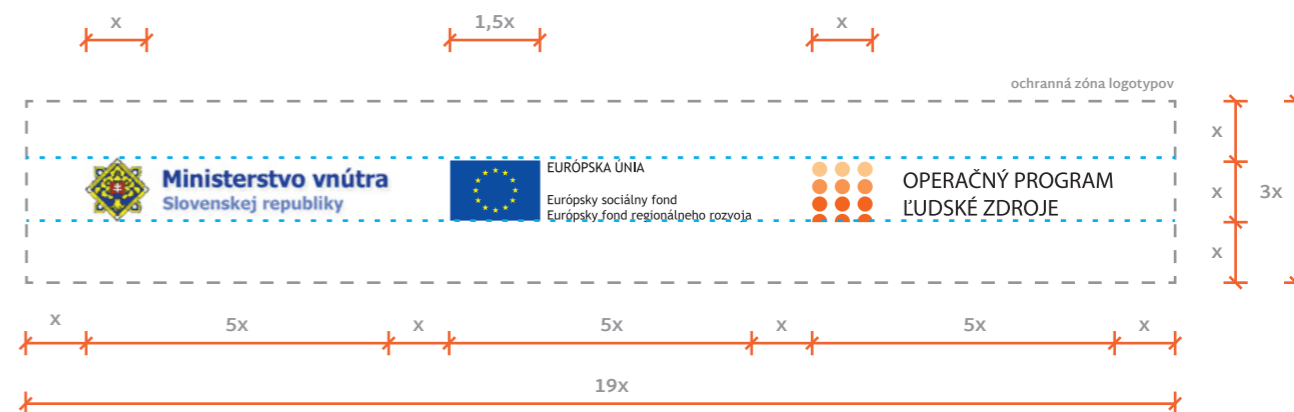 x 1,5x x
ochranná zóna logotypov
x
Ministerstvo vnútra
Slovenskej republiky
EURÓPSKA ÚNIA
Európsky sociálny fond
Európsky fond regionálneho rozvoja
OPERAČNÝ PROGRAM
ĽUDSKÉ ZDROJE
x 3x
x
x 5x x 5x x 5x x
19x